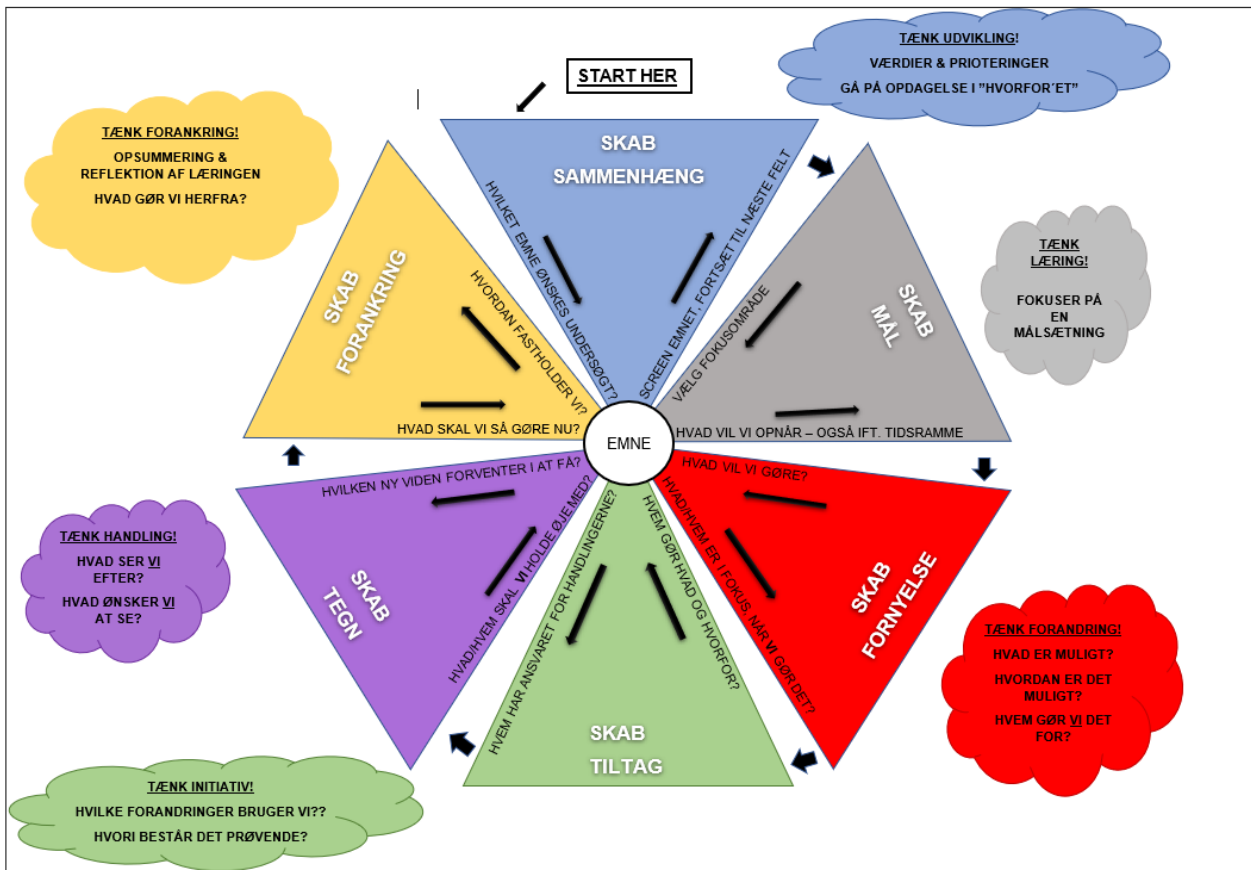 START HER
TÆNK UDVIKLING!
VÆRDIER & PRIOTERINGER
GÅ PÅ OPDAGELSE I ”HVORFOR´ET”
SKAB
SAMMENHÆNG
HVILKET EMNE ØNSKES UNDERSØGT?
SCREEN EMNET, FORTSÆT TIL NÆSTE FELT
TÆNK
LÆRING!
FOKUSER PÅ
EN
MÅLSÆTNING
SKAB
MÅL
VÆLG FOKUSOMRÅDE
HVAD VIL VI OPNÅR – OGSÅ IFT. TIDSRAMME
SKAB
FORNYELSE
HVAD VIL VI GØRE?
HVAD/HVEM ER I FOKUS, NÅR VI GØR DET?
TÆNK FORANDRING!
HVAD ER MULIGT?
HVORDAN ER DET
MULIGT?
HVEM GØR VI DET
FOR?
SKAB
TILTAG
HVEM GØR HVAD OG HVORFOR?
HVEM HAR ANSVARET FOR HANDLINGERNE?
TÆNK INITIATIV!
HVILKE FORANDRINGER BRUGER VI??
HVORI BESTÅR DET PRØVENDE?
SKAB
TEGN
HVAD/HVEM SKAL VI HOLDE ØJE MED?
HVILKEN NY VIDEN FORVENTER I AT FÅ?
TÆNK HANDLING!
HVAD SER VI
EFTER?
HVAD ØNSKER VI
AT SE?
SKAB
FORANKRING
HVAD SKAL VI SÅ GØRE NU?
HVORDAN FASTHOLDER VI?
TÆNK FORANKRING!
OPSUMMERING &
REFLEKTION AF LÆRINGEN
HVAD GØR VI HERFRA?
EMNE